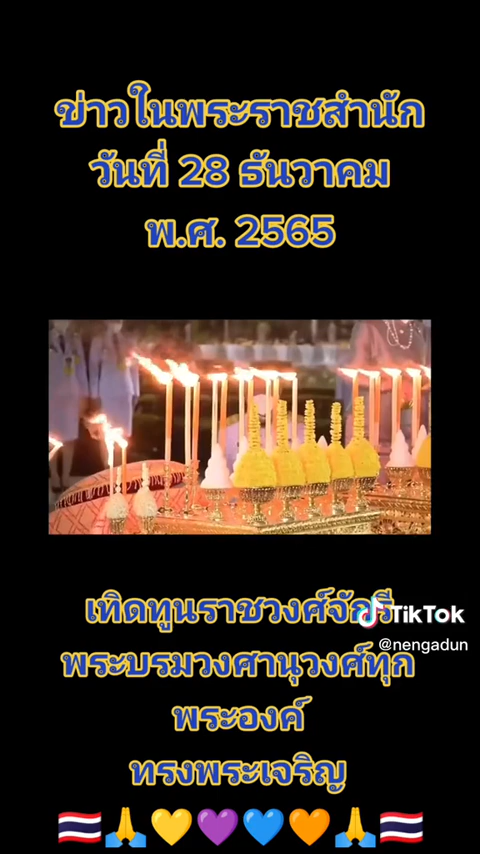 ข่าวในพระราชสำนัก
วันที่ 28 ธันวาคม
พ.ศ. 2565
เทิดทูนราชวงศ์จักรี
TikTok
@nengadun
พระบรมวงศานุวงศ์ทุก
พระองค์
ทรงพระเจริญ
🇹🇭🙏💛💜💙🧡🙏🇹🇭